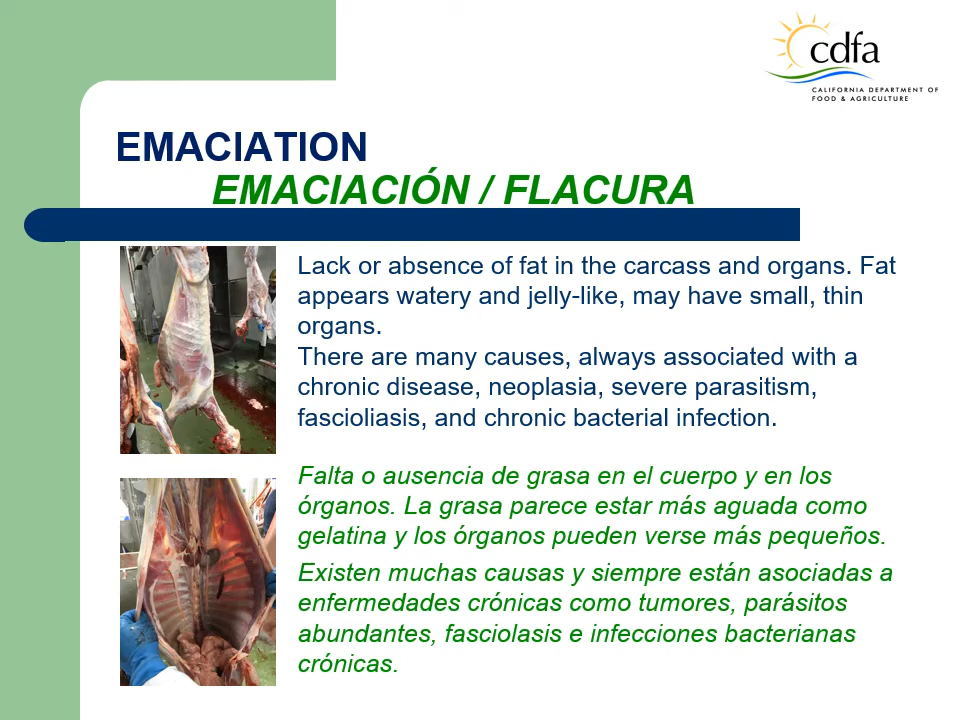 cdfa
CALIFORNIA DEPARTMENT OF
FOOD & AGRICULTURE
EMACIATION
EMACIACIÓN / FLACURA
Lack or absence of fat in the carcass and organs. Fat
appears watery and jelly-like, may have small, thin
organs.
There are many causes, always associated with a
chronic disease, neoplasia, severe parasitism,
fascioliasis, and chronic bacterial infection.
Falta o ausencia de grasa en el cuerpo y en los
órganos. La grasa parece estar más aguada como
gelatina y los órganos pueden verse más pequeños.
Existen muchas causas y siempre están asociadas a
enfermedades crónicas como tumores, parásitos
abundantes, fasciolasis e infecciones bacterianas
crónicas.